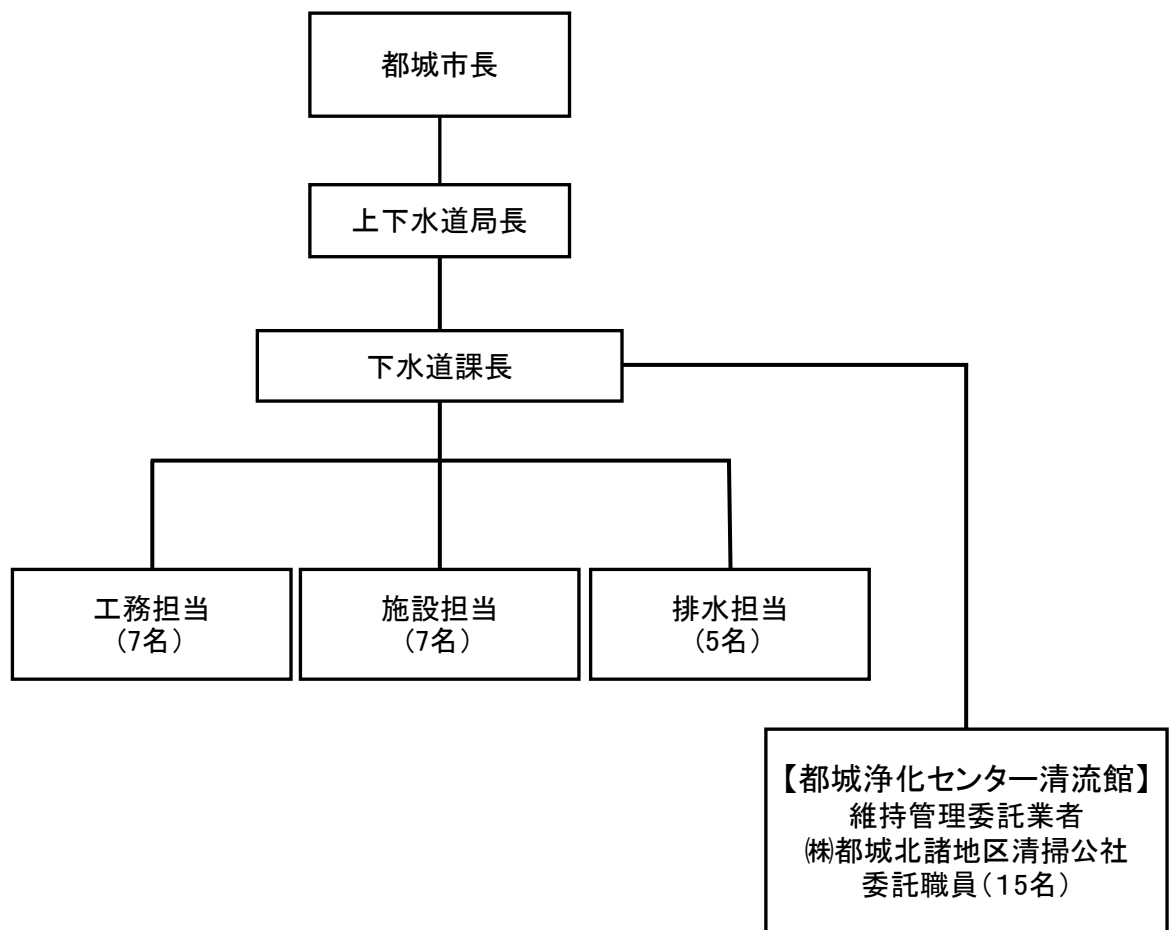 都城市長
上下水道局長
下水道課長
工務担当
(7名)
施設担当
(7名)
排水担当
(5名)
【都城浄化センター清流館】
維持管理委託業者
㈱都城北諸地区清掃公社
委託職員(15名)